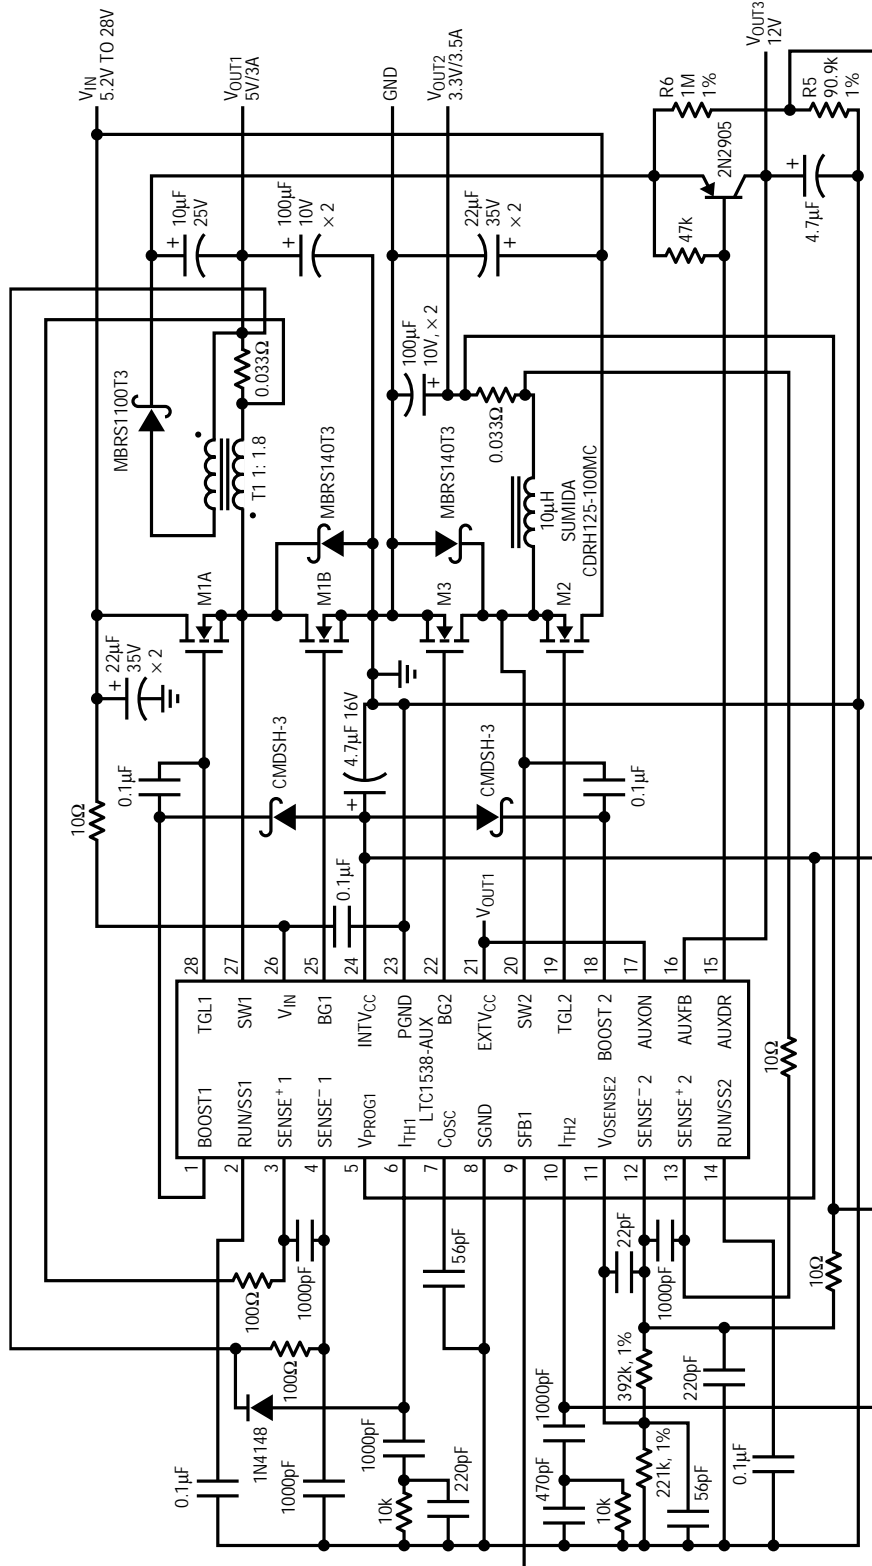 VIN
5.2V TO 28V
VOUT1
5V/3A
GND
VOUT2
3.3V/3.5A
VOUT3
12V
MBRS1100T3
+
10µF
25V
+
100µF
10V
× 2
22µF
35V
× 2
+
R6
1M
1%
R5
90.9k
1%
2N2905
47k
+
4.7µF
T1 1: 1.8
0.033Ω
100µF
10V, × 2
+
0.033Ω
MBRS140T3
MBRS140T3
10µH
SUMIDA
CDRH125-100MC
M1A
M1B
M3
M2
+
22µF
35V
× 2
10Ω
0.1µF
CMDSH-3
4.7µF 16V
+
CMDSH-3
0.1µF
0.1µF
VOUT1
28
27
26
25
24
23
22
21
20
19
18
17
16
15
TGL1
SW1
VIN
BG1
INTVCC
PGND
BG2
EXTVCC
SW2
TGL2
BOOST 2
AUXON
AUXFB
AUXDR
LTC1538-AUX
BOOST1
RUN/SS1
SENSE+ 1
SENSE– 1
VPROG1
ITH1
COSC
SGND
SFB1
ITH2
VOSENSE2
SENSE– 2
SENSE+ 2
RUN/SS2
1
2
3
4
5
6
7
8
9
10
11
12
13
14
10Ω
100Ω
1000pF
100Ω
1N4148
0.1µF
1000pF
56pF
1000pF
10k
220pF
22pF
1000pF
10Ω
392k, 1%
220pF
1000pF
470pF
10k
221k, 1%
56pF
0.1µF